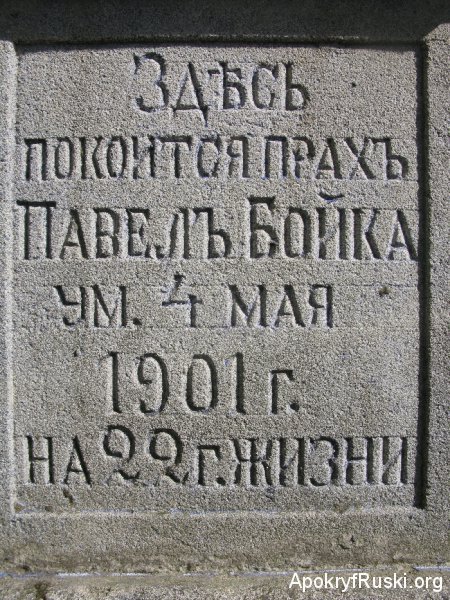 Здѣсь
покоится прахъ
Павелъ Бойка
ум. 4 мая
1901 г.
на 22 г. жизни
ApokryfRuski.org